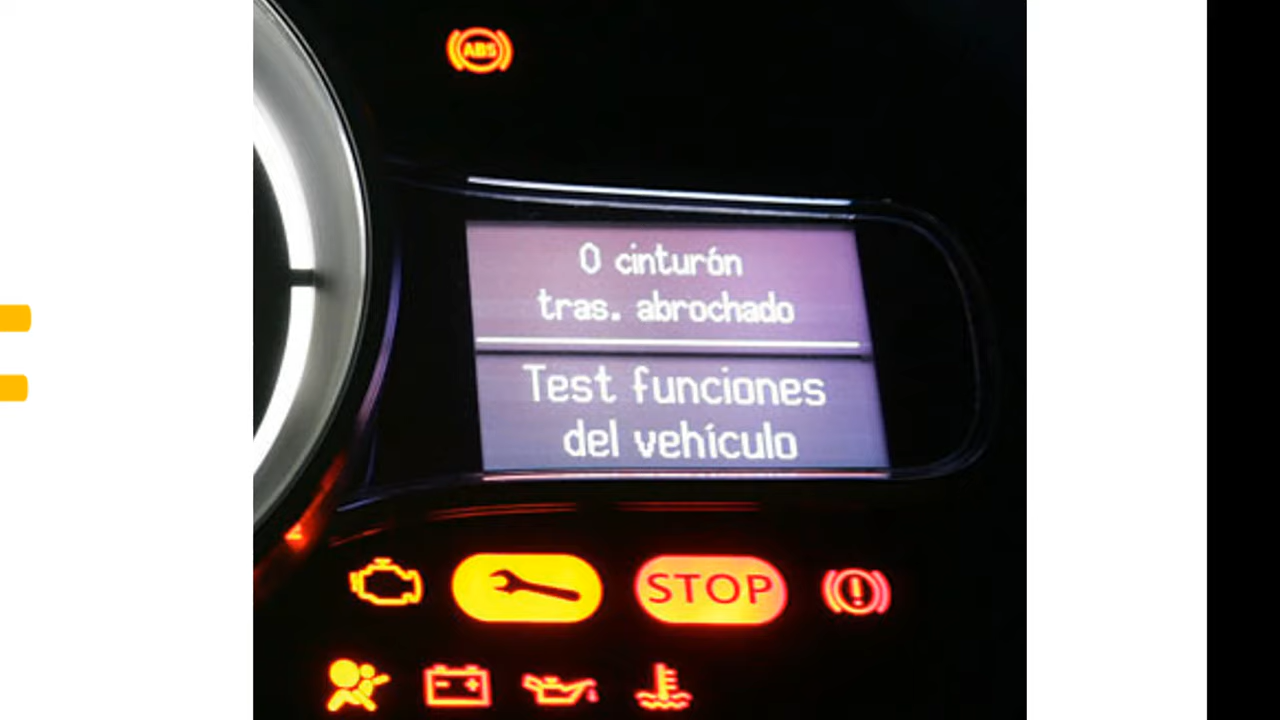 ABS
0 cinturón
tras. abrochado
Test funciones
del vehículo
STOP